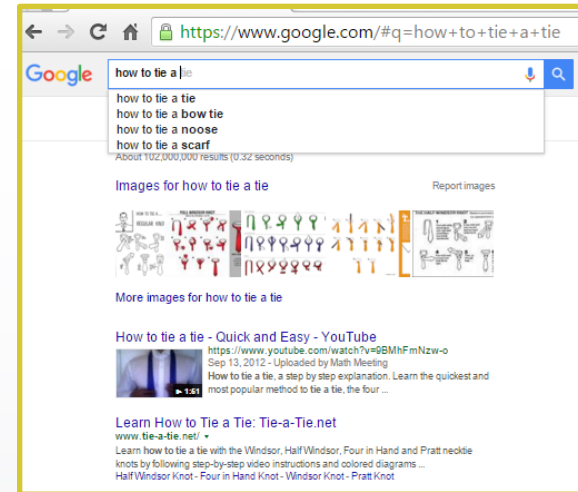 https://www.google.com/#q=how+to+tie+a+tie
Google how to tie a tie
how to tie a tie
how to tie a bow tie
how to tie a noose
how to tie a scarf
About 102,000,000 results (0.32 seconds)
Images for how to tie a tie Report images
More images for how to tie a tie
How to tie a tie - Quick and Easy - YouTube
https://www.youtube.com/watch?v=9BMhFmNzw-o
Sep 13, 2012 - Uploaded by Math Meeting
How to tie a tie, a step by step explanation. Learn the quickest and
1:51 most popular method to tie a tie, the four ...
Learn How to Tie a Tie: Tie-a-Tie.net
www.tie-a-tie.net/
Learn how to tie a tie with the Windsor, Half Windsor, Four in Hand and Pratt necktie
knots by following step-by-step video instructions and colored diagrams ...
Half Windsor Knot - Four in Hand Knot - Windsor Knot - Pratt Knot